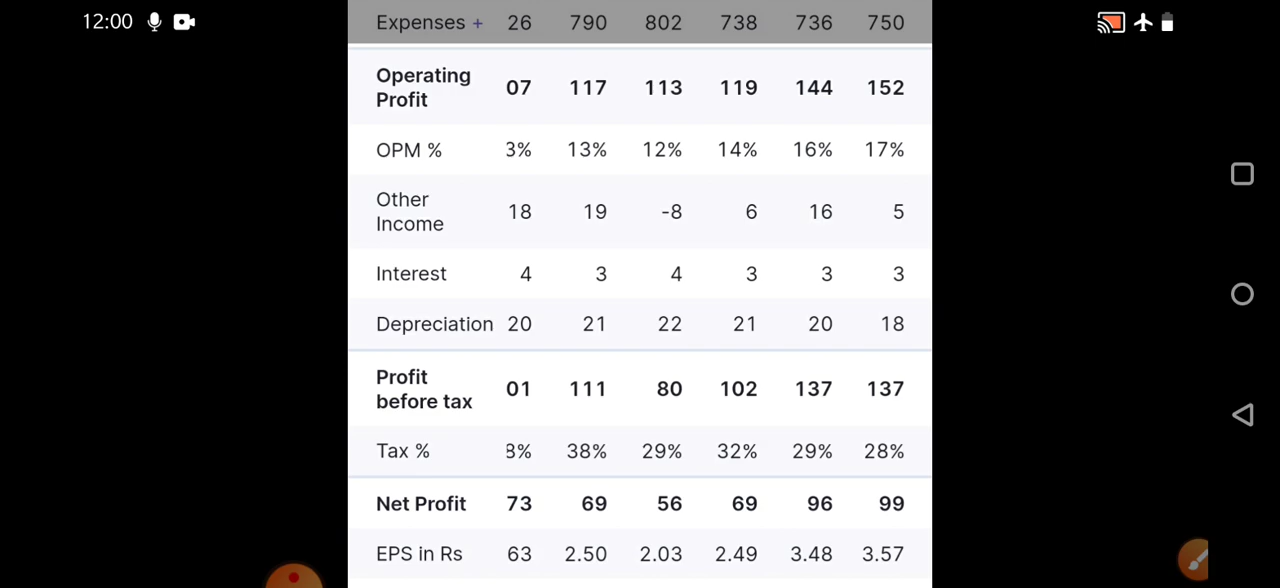 12:00
Expenses + 26 790 802 738 736 750
Operating
Profit 07 117 113 119 144 152
OPM % 3% 13% 12% 14% 16% 17%
Other
Income 18 19 -8 6 16 5
Interest 4 3 4 3 3 3
Depreciation 20 21 22 21 20 18
Profit
before tax 01 111 80 102 137 137
Tax % 8% 38% 29% 32% 29% 28%
Net Profit 73 69 56 69 96 99
EPS in Rs 63 2.50 2.03 2.49 3.48 3.57